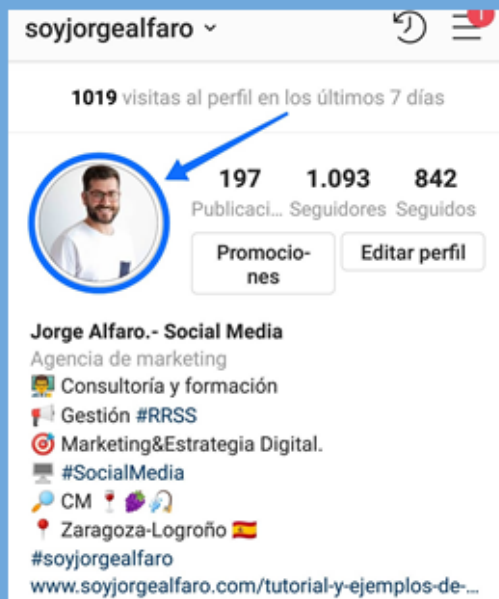 soyjorgealfaro
1
1019 visitas al perfil en los últimos 7 días
197 1.093 842
Publicaci... Seguidores Seguidos
Promocio-
nes
Editar perfil
Jorge Alfaro.- Social Media
Agencia de marketing
Consultoría y formación
Gestión #RRSS
Marketing&Estrategia Digital.
#SocialMedia
CM
Zaragoza-Logroño
#soyjorgealfaro
www.soyjorgealfaro.com/tutorial-y-ejemplos-de-...